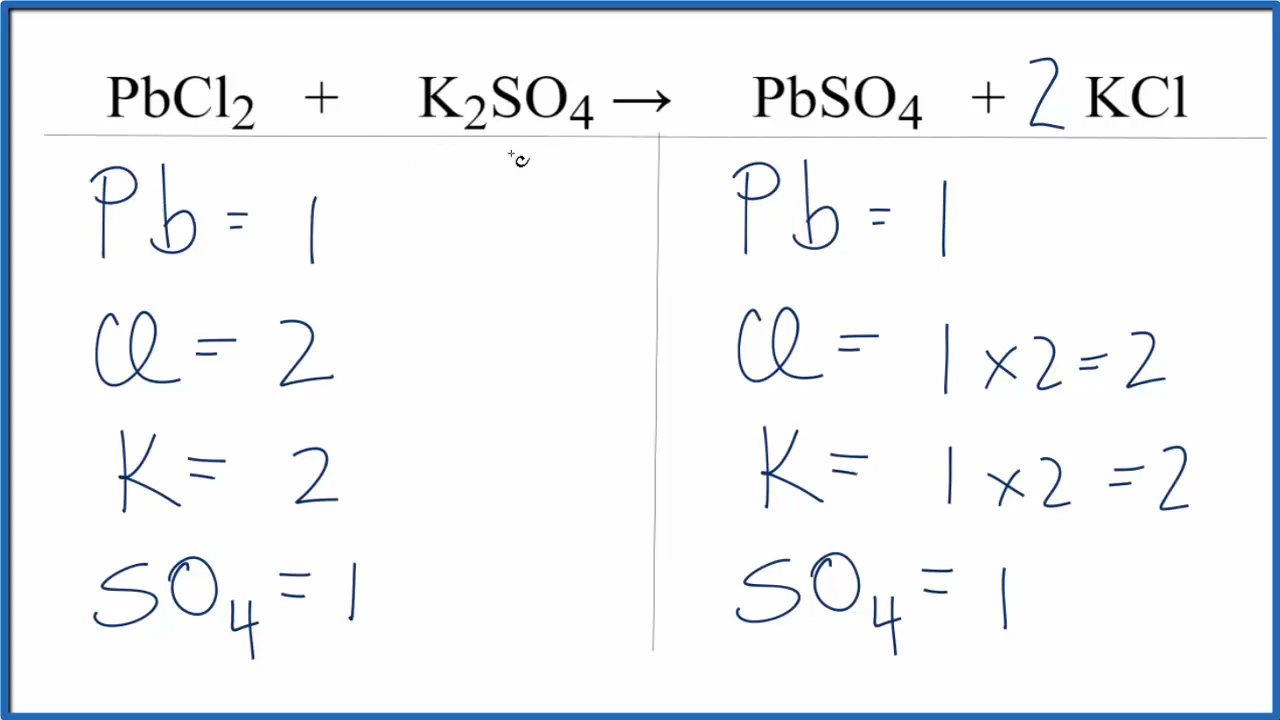 PbCl₂ + K₂SO₄ → PbSO₄ + 2 KCl
Pb = 1
Cl = 2
K = 2
SO₄ = 1
Pb = 1
Cl = 1 x 2 = 2
K = 1 x 2 = 2
SO₄ = 1